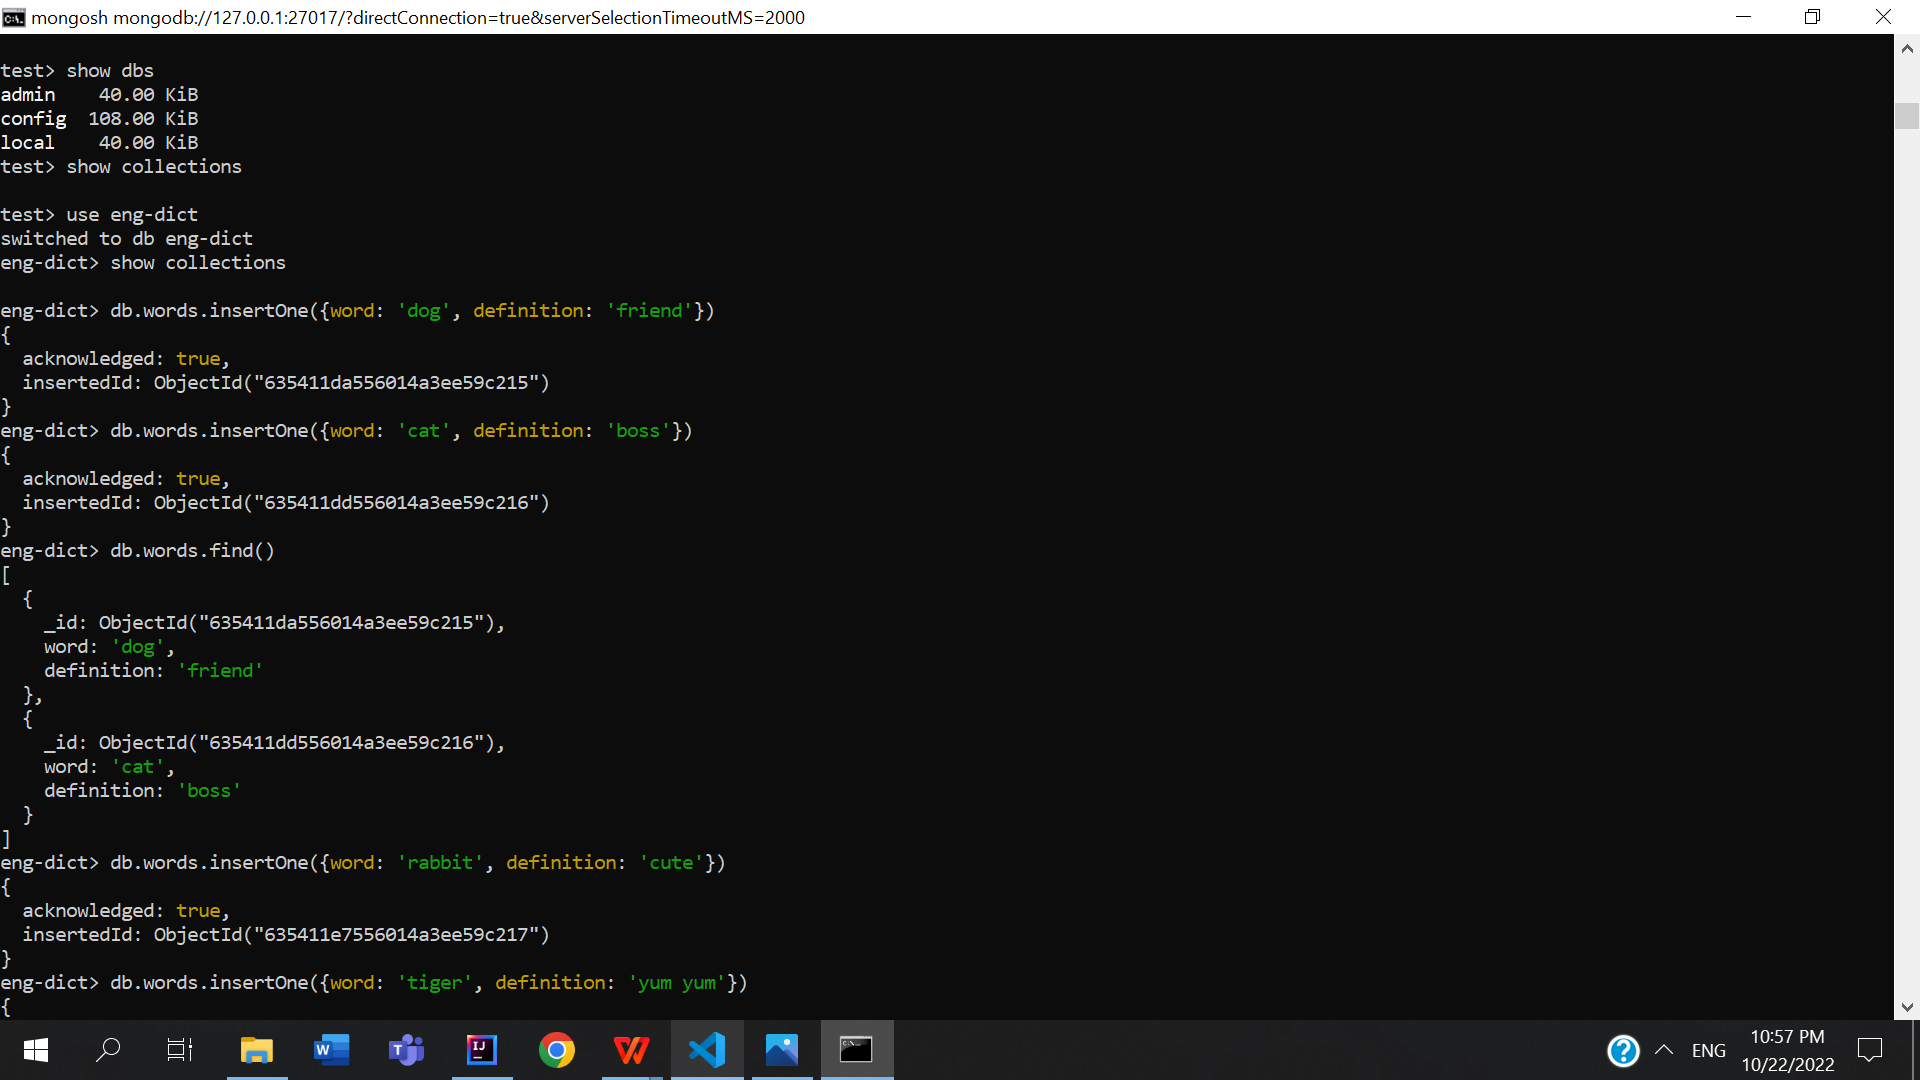 mongosh mongodb://127.0.0.1:27017/?directConnection=true&serverSelectionTimeoutMS=2000
test> show dbs
admin    40.00 KiB
config  108.00 KiB
local    40.00 KiB
test> show collections
test> use eng-dict
switched to db eng-dict
eng-dict> show collections
eng-dict> db.words.insertOne({word: 'dog', definition: 'friend'})
{
  acknowledged: true,
  insertedId: ObjectId("635411da556014a3ee59c215")
}
eng-dict> db.words.insertOne({word: 'cat', definition: 'boss'})
{
  acknowledged: true,
  insertedId: ObjectId("635411dd556014a3ee59c216")
}
eng-dict> db.words.find()
[
  {
    _id: ObjectId("635411da556014a3ee59c215"),
    word: 'dog',
    definition: 'friend'
  },
  {
    _id: ObjectId("635411dd556014a3ee59c216"),
    word: 'cat',
    definition: 'boss'
  }
]
eng-dict> db.words.insertOne({word: 'rabbit', definition: 'cute'})
{
  acknowledged: true,
  insertedId: ObjectId("635411e7556014a3ee59c217")
}
eng-dict> db.words.insertOne({word: 'tiger', definition: 'yum yum'})
{
ENG
10:57 PM
10/22/2022